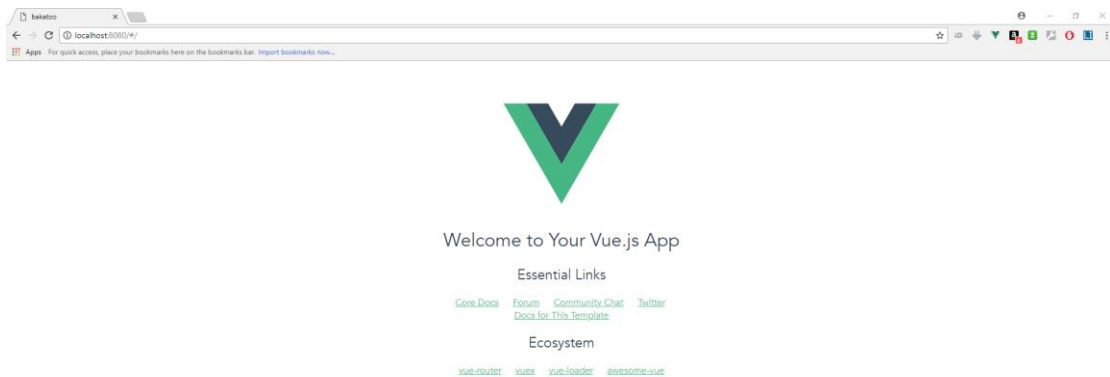 bakatoo
localhost:8080/#/
Apps For quick access, place your bookmarks here on the bookmarks bar. Import bookmarks now...
Welcome to Your Vue.js App
Essential Links
Core Docs Forum Community Chat Twitter
Docs for This Template
Ecosystem
vue-router vuex vue-loader awesome-vue